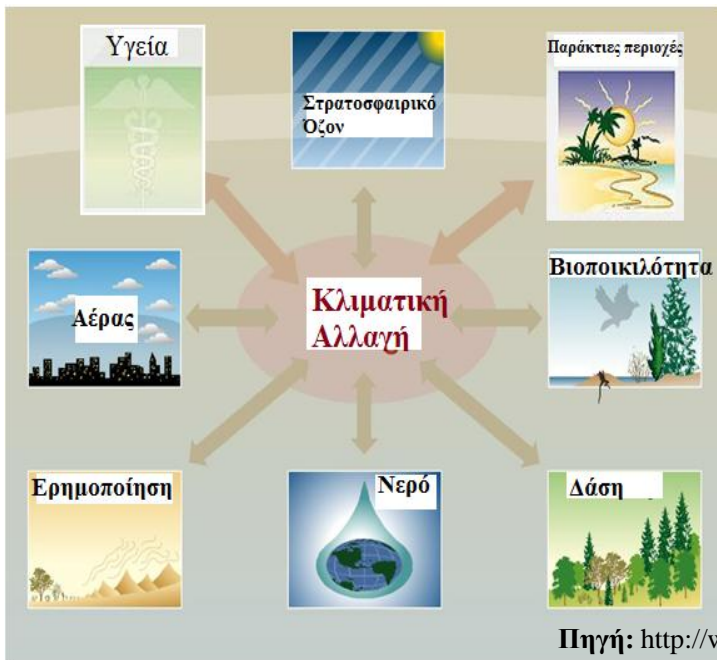 Υγεία
Στρατοσφαιρικό
Όζον
Παράκτιες περιοχές
Αέρας
Κλιματική
Αλλαγή
Βιοποικιλότητα
Ερημοποίηση
Νερό
Δάση
Πηγή: http://w